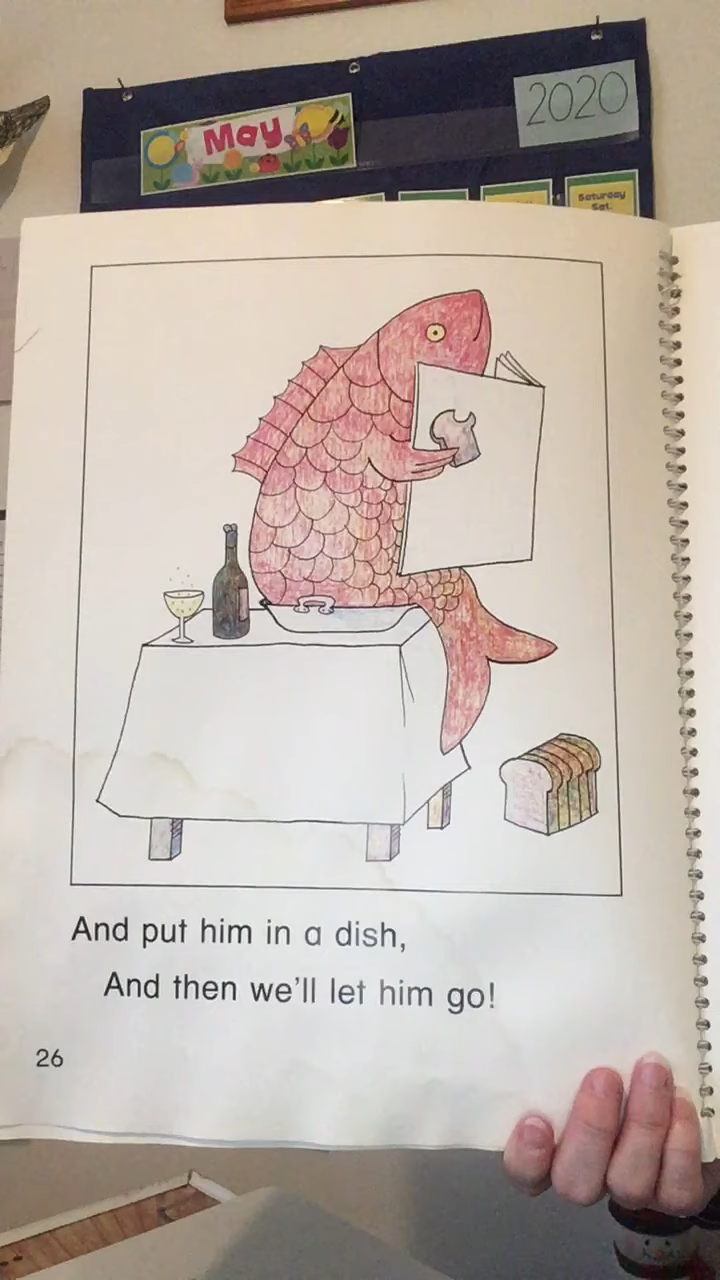 May
2020
Saturday
Sat.
And put him in a dish,
And then we'll let him go!
26